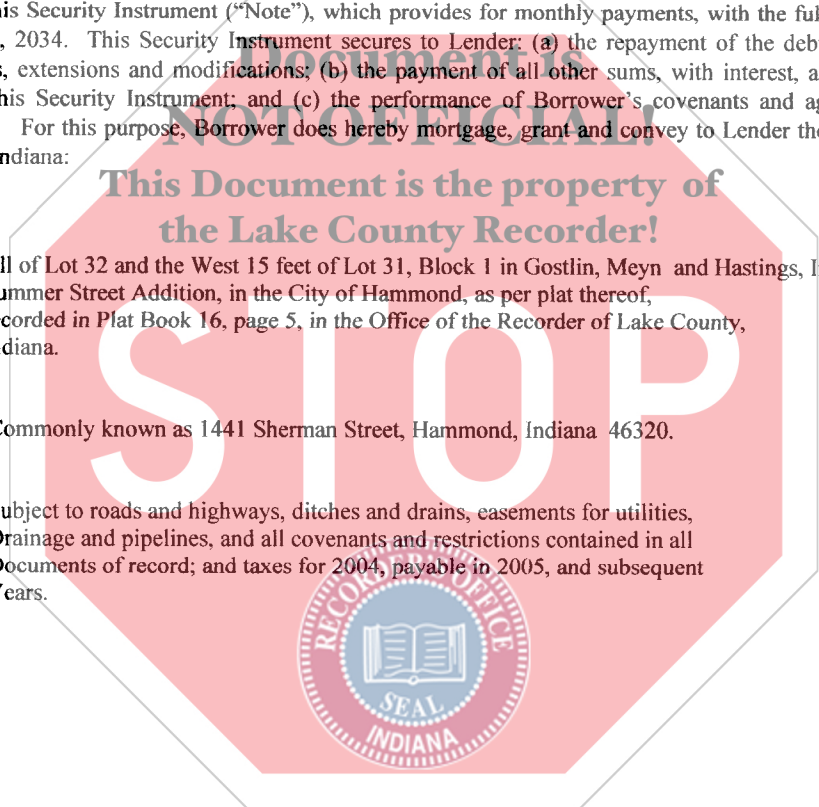 his Security Instrument (“Note”), which provides for monthly payments, with the ful
, 2034. This Security Instrument secures to Lender: (a) the repayment of the deb
s, extensions and modifications; (b) the payment of all other sums, with interest, a
his Security Instrument; and (c) the performance of Borrower’s covenants and ag
For this purpose, Borrower does hereby mortgage, grant and convey to Lender the
ndiana:
Document is
NOT OFFICIAL!
This Document is the property of
the Lake County Recorder!
ll of Lot 32 and the West 15 feet of Lot 31, Block 1 in Gostlin, Meyn and Hastings, I
ummer Street Addition, in the City of Hammond, as per plat thereof,
corded in Plat Book 16, page 5, in the Office of the Recorder of Lake County,
diana.
STOP
Commonly known as 1441 Sherman Street, Hammond, Indiana 46320.
ubject to roads and highways, ditches and drains, easements for utilities,
Drainage and pipelines, and all covenants and restrictions contained in all
Documents of record; and taxes for 2004, payable in 2005, and subsequent
Years.
RECORDER'S OFFICE
SEAL
INDIANA